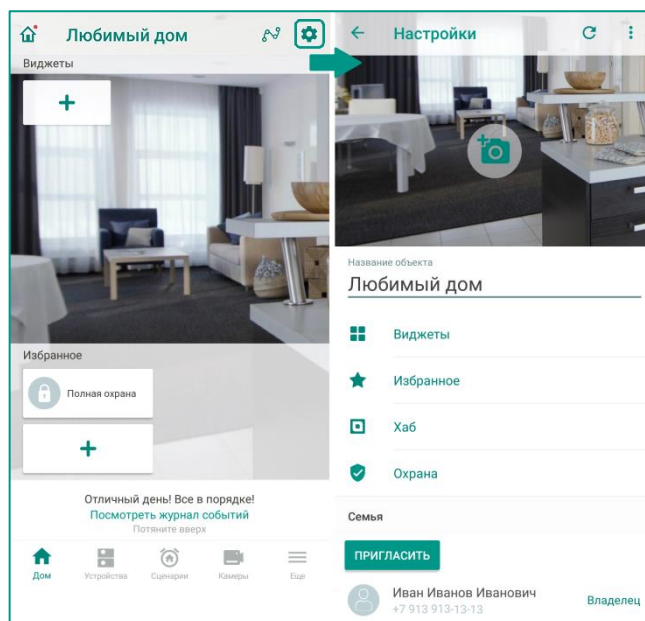 Любимый дом
Виджеты
Избранное
Полная охрана
Отличный день! Все в порядке!
Посмотреть журнал событий
Потяните вверх
Дом
Устройства
Сценарии
Камеры
Еще
Настройки
Название объекта
Любимый дом
Виджеты
Избранное
Хаб
Охрана
Семья
ПРИГЛАСИТЬ
Иван Иванов Иванович
+7 913 913-13-13
Владелец